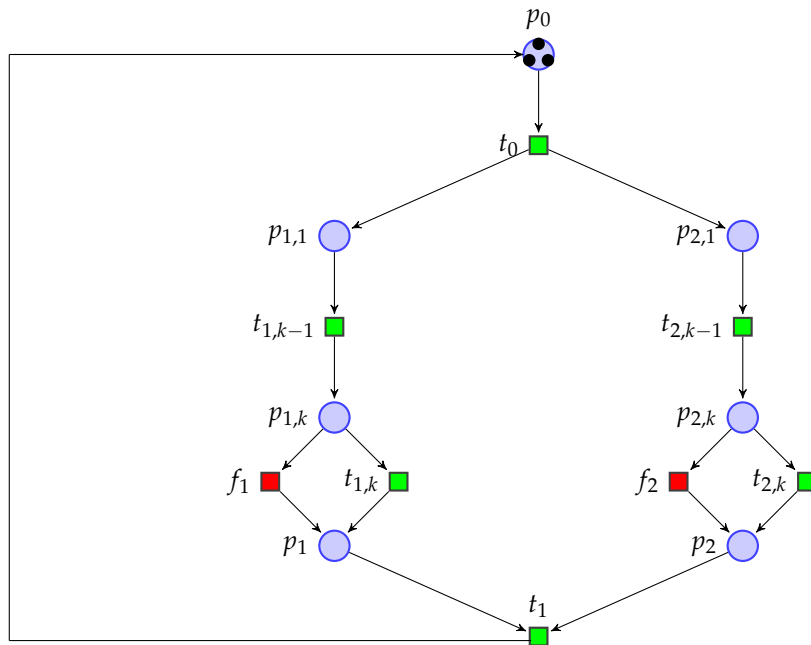 p₀
t₀
p₁,₁ p₂,₁
t₁,ₖ₋₁ t₂,ₖ₋₁
p₁,ₖ p₂,ₖ
f₁ t₁,ₖ f₂ t₂,ₖ
p₁ p₂
t₁